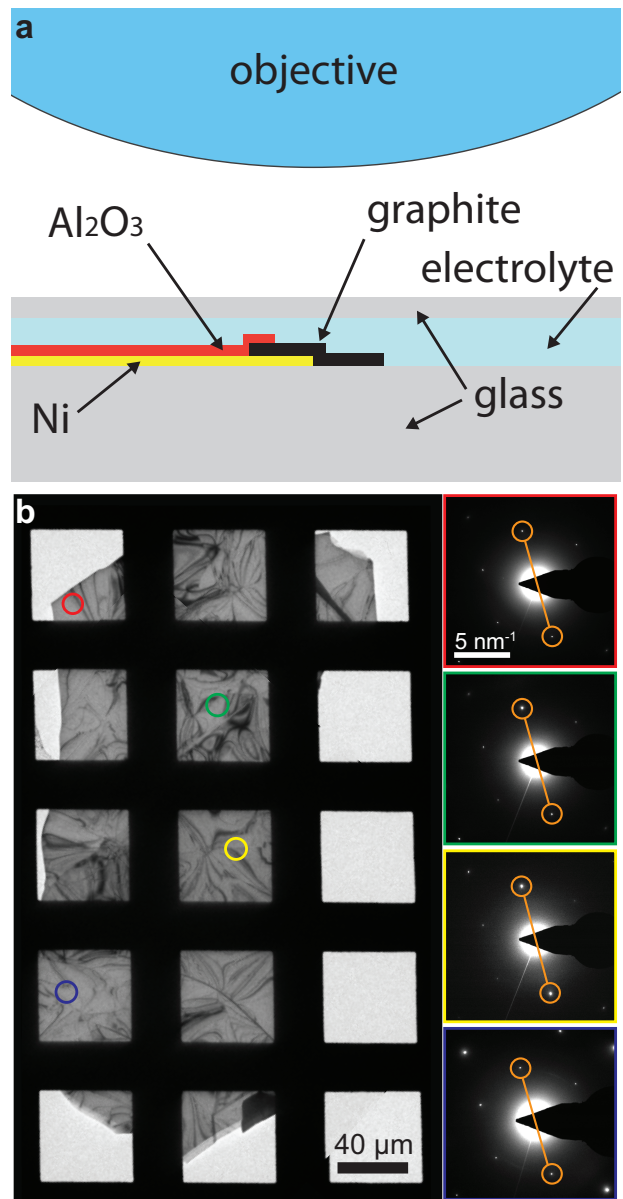 a
objective
Al₂O₃
graphite
electrolyte
Ni
glass
b
5 nm⁻¹
40 µm